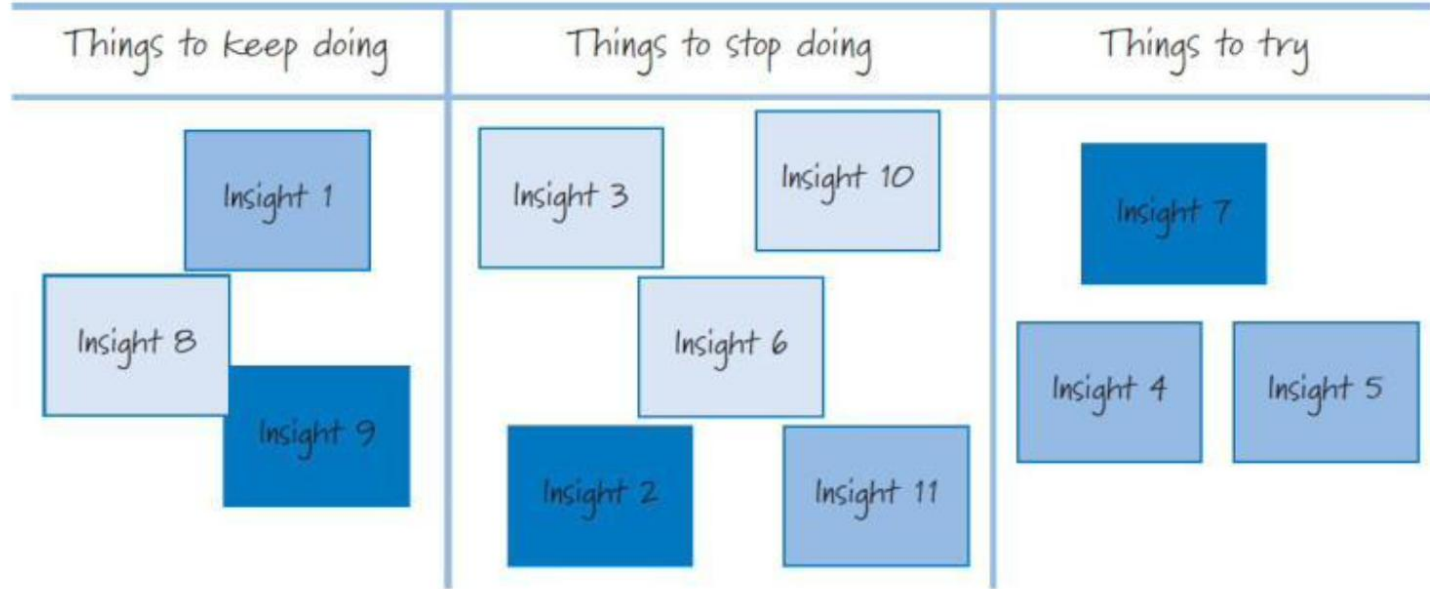 Things to keep doing
Things to stop doing
Things to try
Insight 1
Insight 8
Insight 9
Insight 3
Insight 10
Insight 6
Insight 2
Insight 11
Insight 7
Insight 4
Insight 5